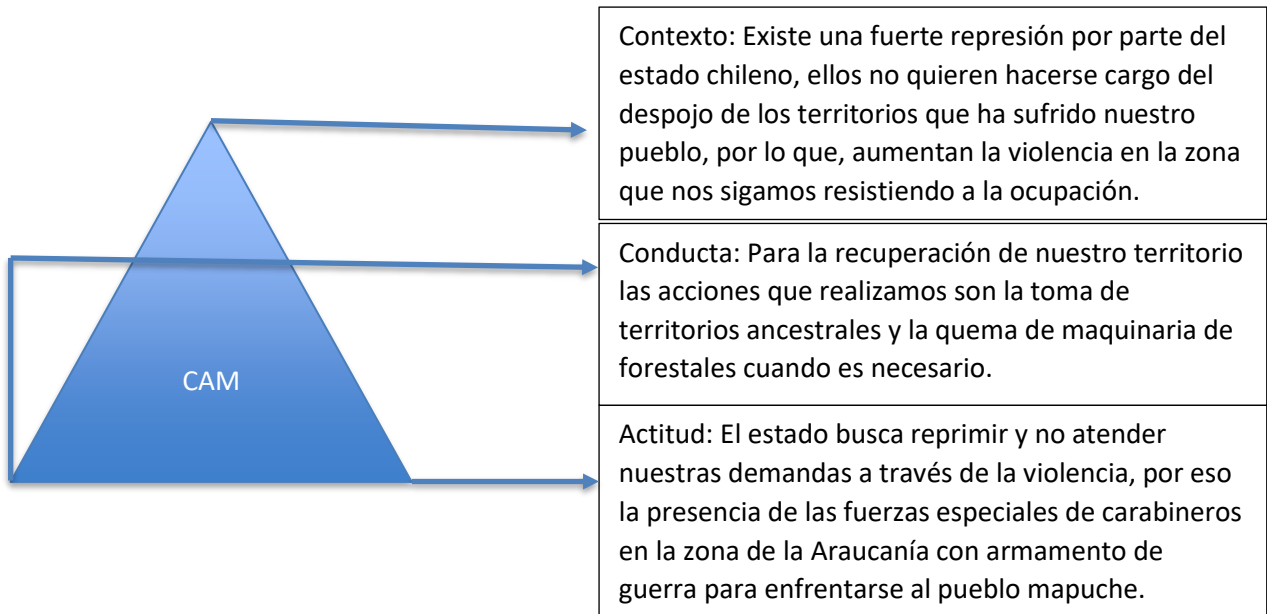 Contexto: Existe una fuerte represión por parte del
estado chileno, ellos no quieren hacerse cargo del
despojo de los territorios que ha sufrido nuestro
pueblo, por lo que, aumentan la violencia en la zona
que nos sigamos resistiendo a la ocupación.
Conducta: Para la recuperación de nuestro territorio
las acciones que realizamos son la toma de
territorios ancestrales y la quema de maquinaria de
forestales cuando es necesario.
CAM
Actitud: El estado busca reprimir y no atender
nuestras demandas a través de la violencia, por eso
la presencia de las fuerzas especiales de carabineros
en la zona de la Araucanía con armamento de
guerra para enfrentarse al pueblo mapuche.